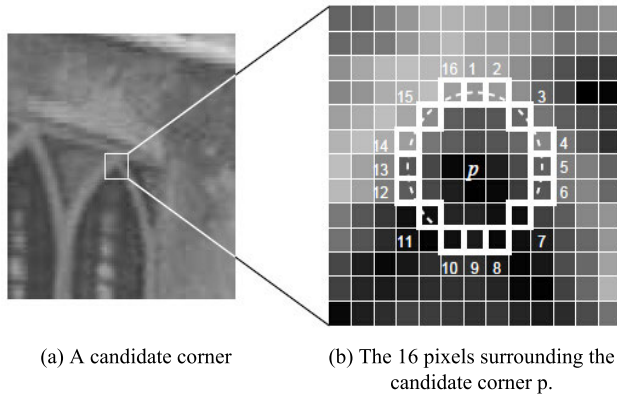 16 1 2
15 3
14 4
13 p 5
12 6
11 7
10 9 8
(a) A candidate corner
(b) The 16 pixels surrounding the
candidate corner p.